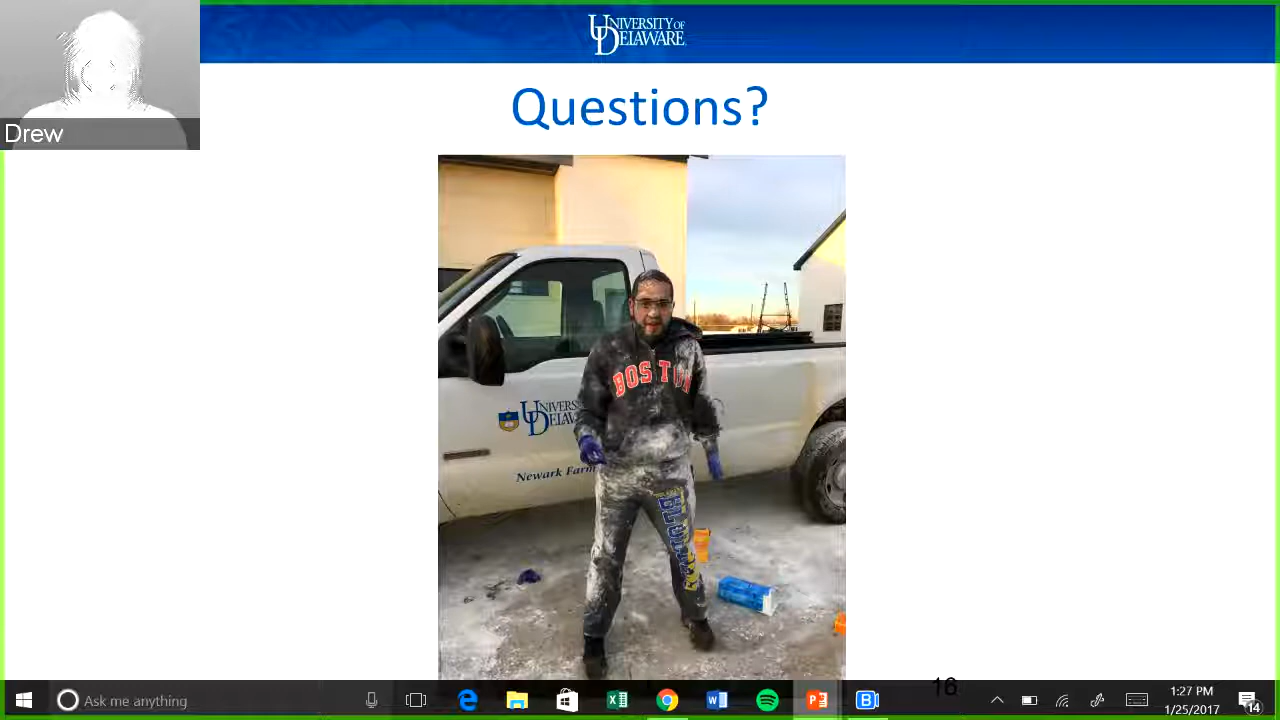 UNIVERSITY OF
DELAWARE
Drew
Questions?
BOSTON
Newark Farm
16
Ask me anything
1:27 PM
1/25/2017
14